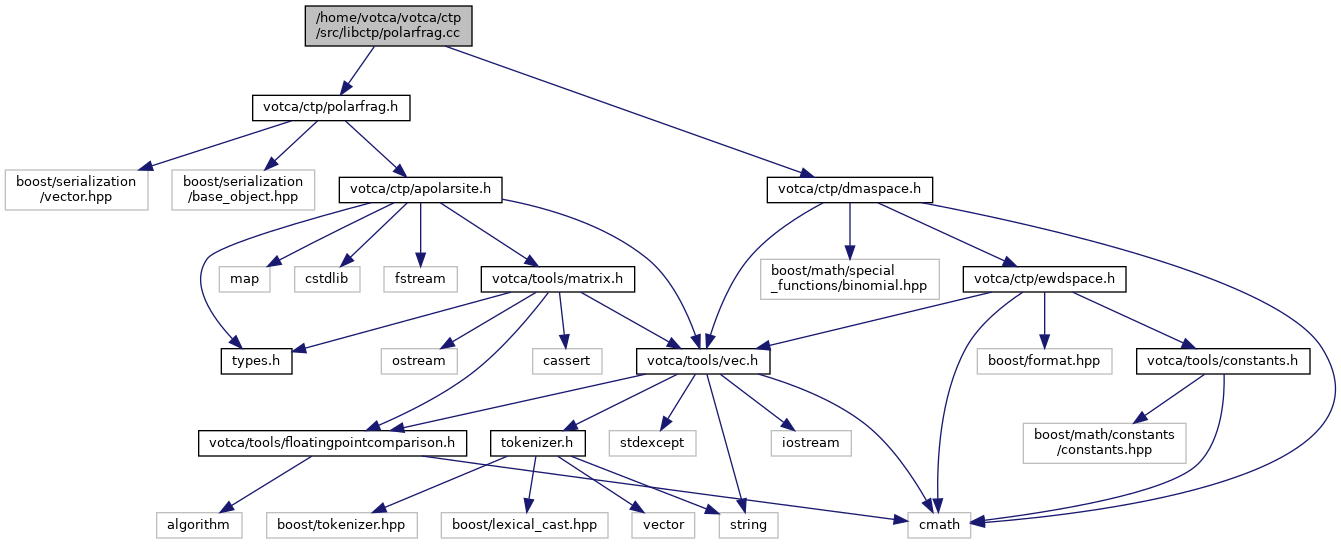 /home/votca/votca/ctp
/src/libctp/polarfrag.cc
votca/ctp/polarfrag.h
boost/serialization
/vector.hpp
boost/serialization
/base_object.hpp
votca/ctp/apolarsite.h
votca/ctp/dmaspace.h
map
cstdlib
fstream
votca/tools/matrix.h
boost/math/special
_functions/binomial.hpp
votca/ctp/ewdspace.h
types.h
ostream
cassert
votca/tools/vec.h
boost/format.hpp
votca/tools/constants.h
votca/tools/floatingpointcomparison.h
tokenizer.h
stdexcept
iostream
boost/math/constants
/constants.hpp
algorithm
boost/tokenizer.hpp
boost/lexical_cast.hpp
vector
string
cmath